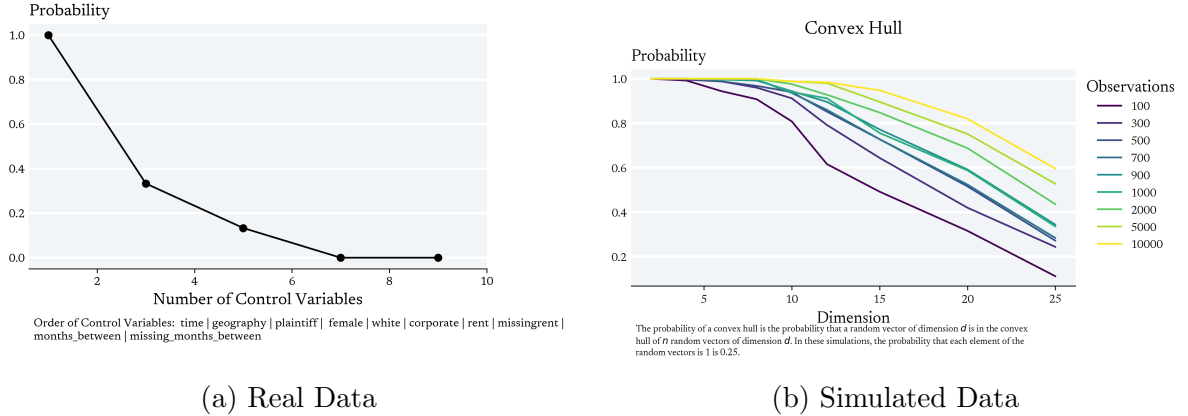 Probability
1.0
0.8
0.6
0.4
0.2
0.0
2
4
6
8
10
Number of Control Variables
Order of Control Variables: time | geography | plaintiff | female | white | corporate | rent | missingrent |
months_between | missing_months_between
(a) Real Data
Convex Hull
Probability
1.0
0.8
0.6
0.4
0.2
5
10
15
20
25
Dimension
The probability of a convex hull is the probability that a random vector of dimension d is in the convex
hull of n random vectors of dimension d. In these simulations, the probability that each element of the
random vectors is 1 is 0.25.
Observations
100
300
500
700
900
1000
2000
5000
10000
(b) Simulated Data